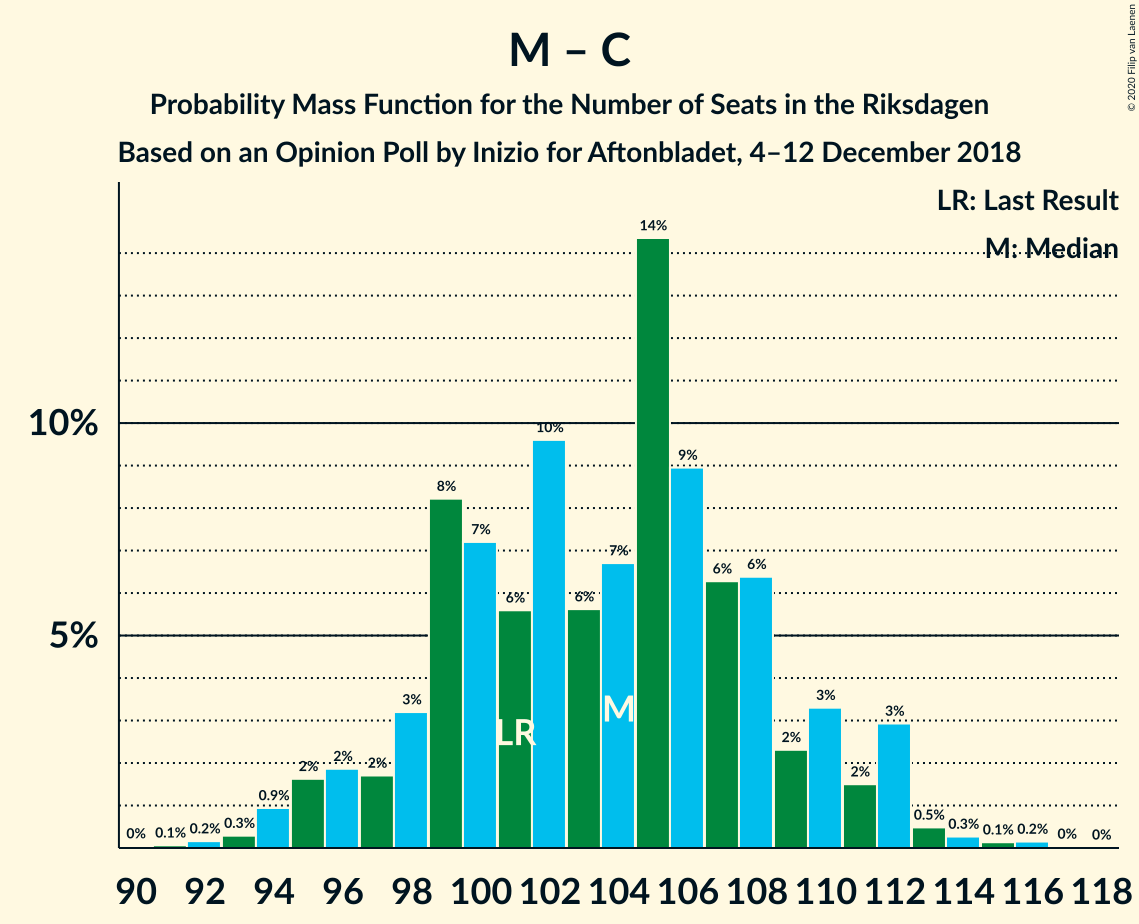 M – C
Probability Mass Function for the Number of Seats in the Riksdagen
Based on an Opinion Poll by Inizio for Aftonbladet, 4–12 December 2018
© 2020 Filip van Laenen
LR: Last Result
M: Median
10%
5%
0% 0.1% 0.2% 0.3% 0.9% 2% 2% 2% 3% 8% 7% 6% 10% 6% 7% 14% 9% 6% 6% 2% 3% 2% 3% 0.5% 0.3% 0.1% 0.2% 0% 0%
LR M
90 92 94 96 98 100 102 104 106 108 110 112 114 116 118